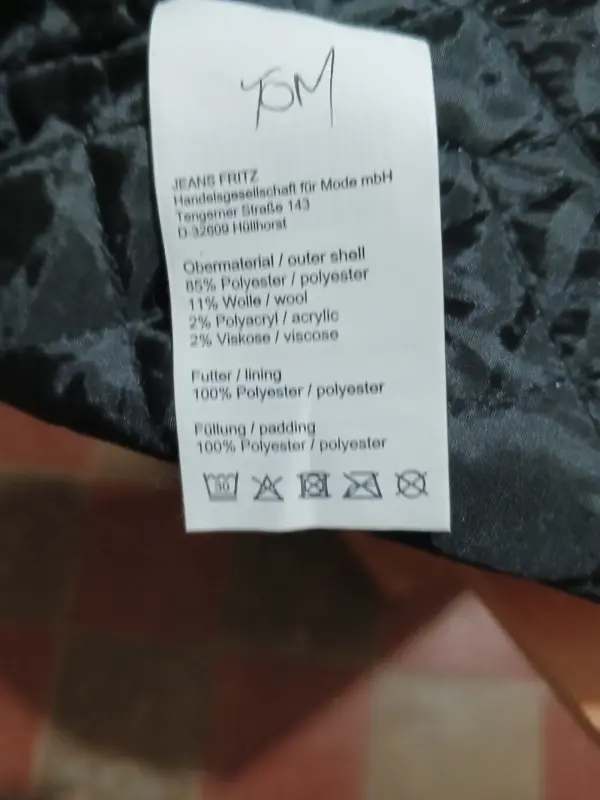 TOM
JEANS FRITZ
Handelsgesellschaft für Mode mbH
Tengerner Straße 143
D-32609 Hüllhorst
Obermaterial / outer shell
85% Polyester / polyester
11% Wolle / wool
2% Polyacryl / acrylic
2% Viskose / viscose
Futter / lining
100% Polyester / polyester
Füllung / padding
100% Polyester / polyester
30